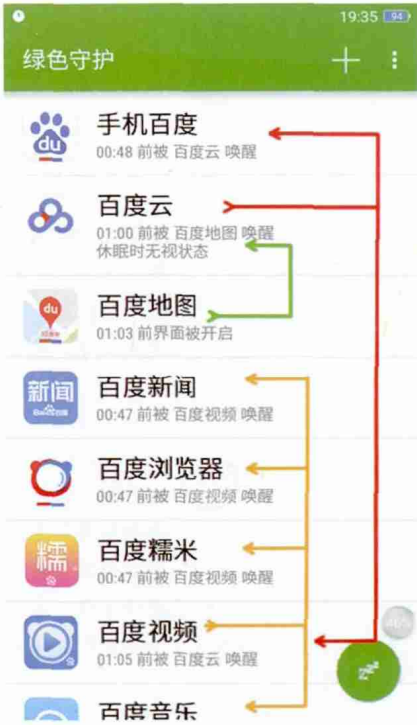 19:35 94
绿色守护
du
手机百度
00:48 前被 百度云 唤醒
百度云
01:00 前被 百度地图 唤醒
休眠时无视状态
du
百度地图
01:03 前界面被开启
新闻
百度新闻
00:47 前被 百度视频 唤醒
百度浏览器
00:47 前被 百度视频 唤醒
糯
百度糯米
00:47 前被 百度视频 唤醒
百度视频
01:05 前被 百度云 唤醒
百度音乐